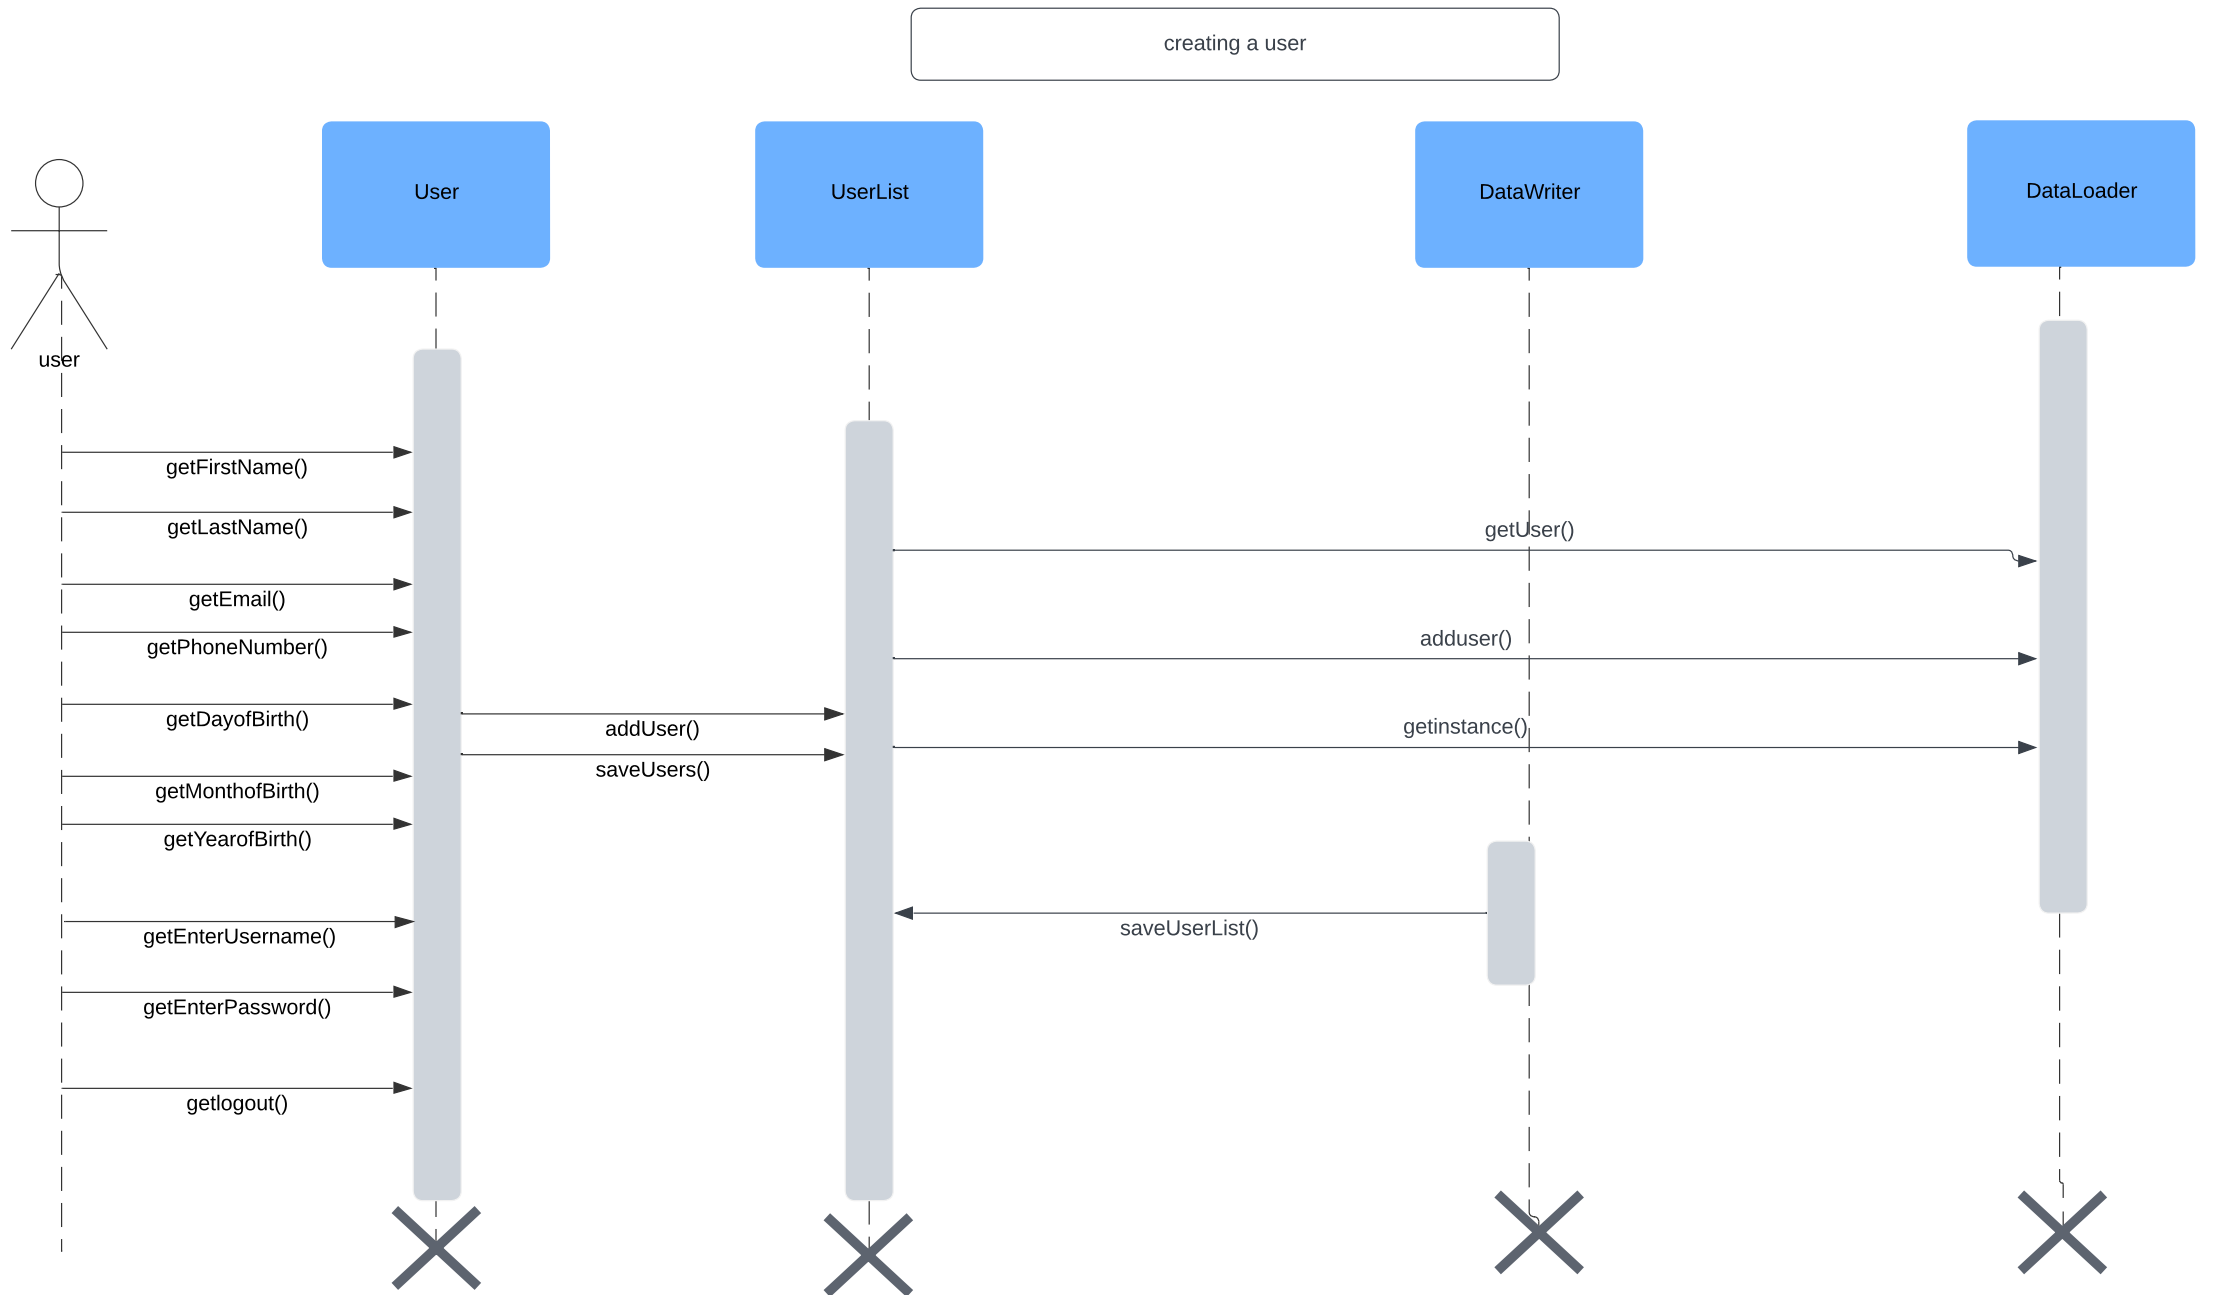 creating a user
User
UserList
DataWriter
DataLoader
user
getFirstName()
getLastName()
getUser()
getEmail()
getPhoneNumber()
adduser()
getDayofBirth()
addUser()
getinstance()
saveUsers()
getMonthofBirth()
getYearofBirth()
getEnterUsername()
saveUserList()
getEnterPassword()
getlogout()